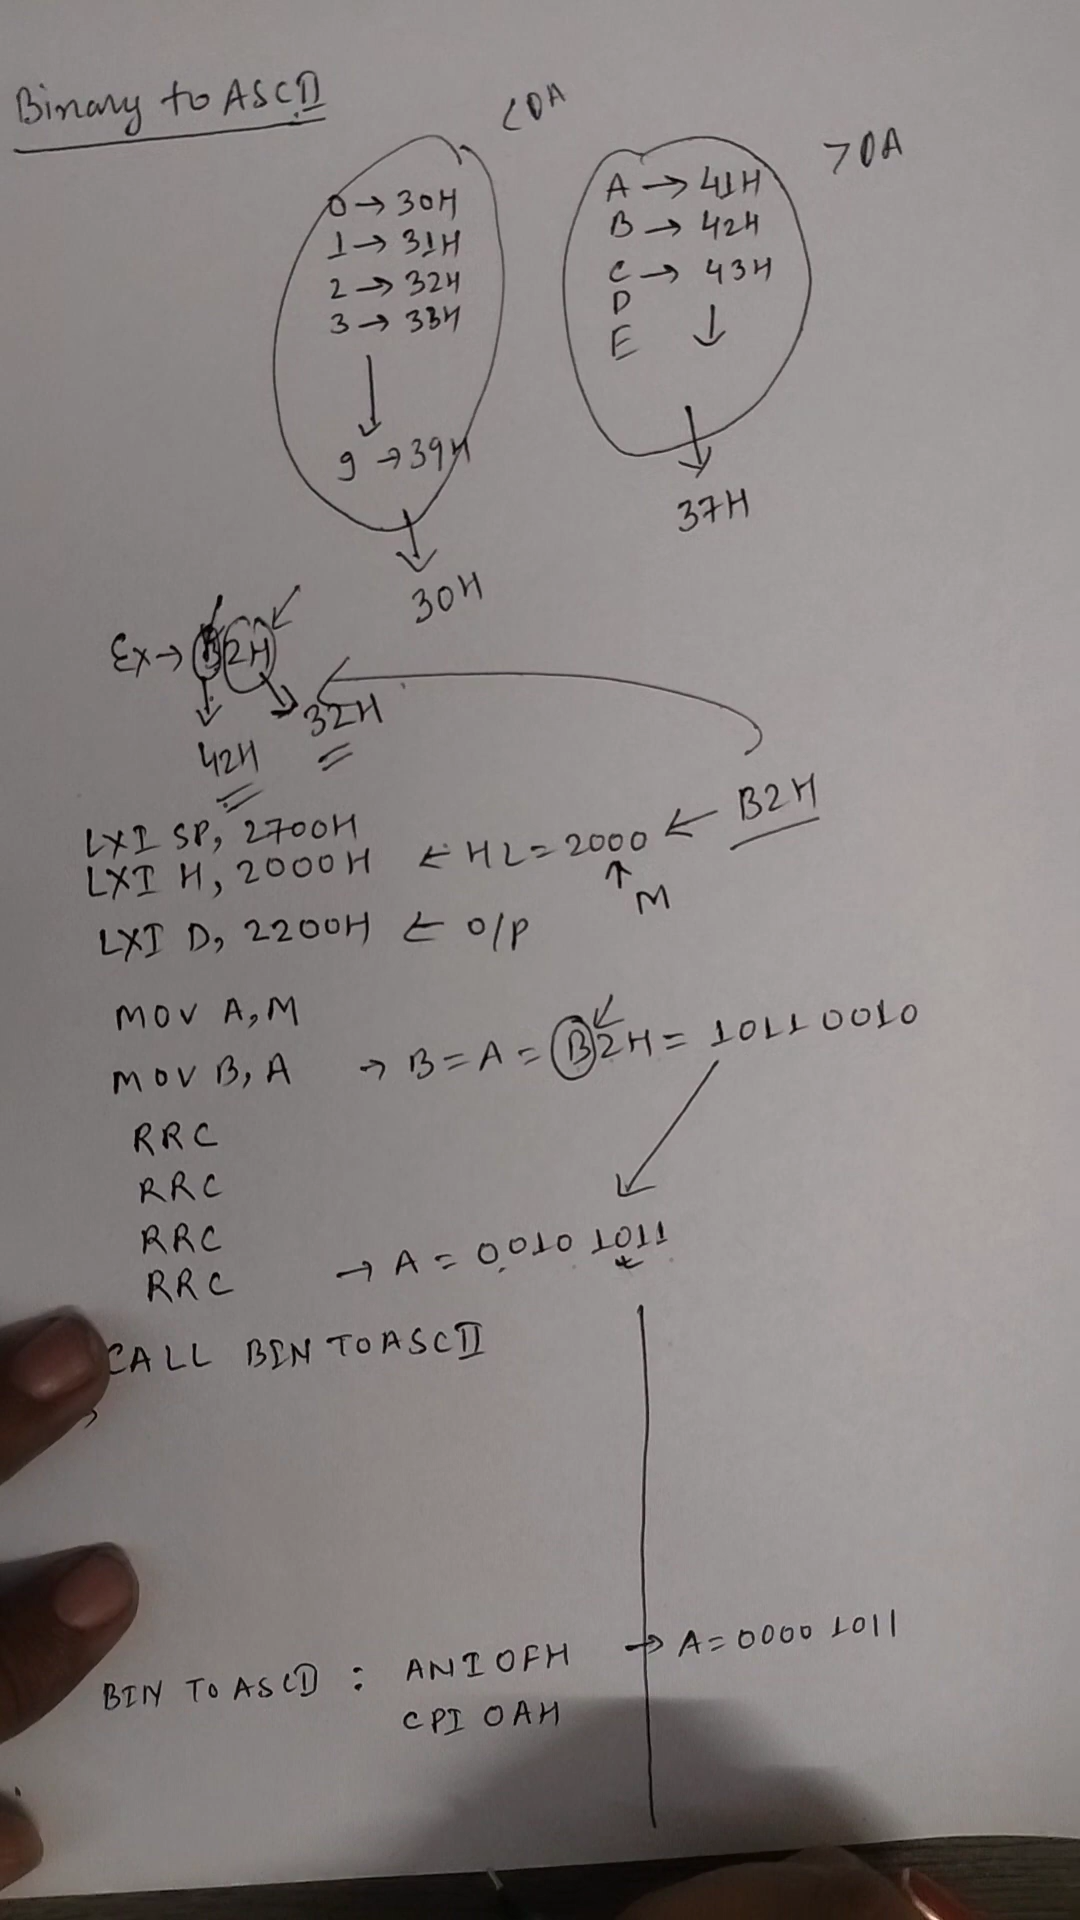 Binary to ASCII
<0A
>0A
0 → 30H
1 → 31H
2 → 32H
3 → 33H
↓
9 → 39H
↓
30H
A → 41H
B → 42H
C → 43H
D
E ↓
↓
37H
Ex → B2H
42H
32H
B2H
LXI SP, 2700H
LXI H, 2000H ← HL = 2000 ←
↑
M
LXI D, 2200H ← O/P
MOV A, M
MOV B, A → B = A = B2H = 1011 0010
RRC
RRC
RRC
RRC → A = 0010 1011
CALL BIN TOASCII
BIN TO ASCII : ANI 0FH → A = 0000 1011
CPI 0AH